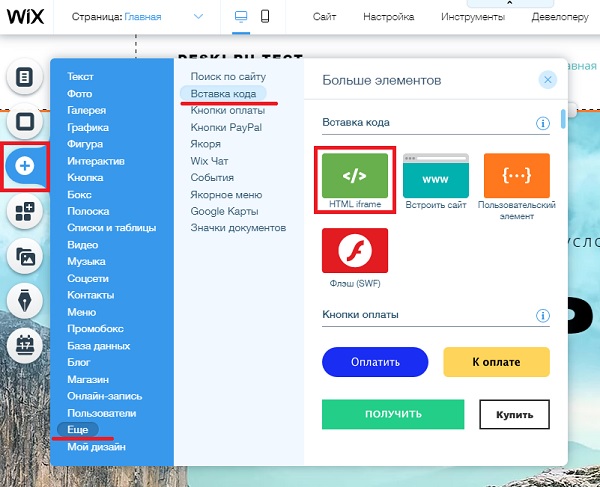 WIX
Страница: Главная
Сайт
Настройка
Инструменты
Девелоперу
Текст
Фото
Галерея
Графика
Фигура
Интерактив
Кнопка
Бокс
Полоска
Списки и таблицы
Видео
Музыка
Соцсети
Контакты
Меню
Промобокс
База данных
Блог
Магазин
Онлайн-запись
Пользователи
Еще
Мой дизайн
Поиск по сайту
Вставка кода
Кнопки оплаты
Кнопки PayPal
Якоря
Wix Чат
События
Якорное меню
Google Карты
Значки документов
Больше элементов
Вставка кода
</>
HTML iframe
www
Встроить сайт
{···}
Пользовательский
элемент
Флэш (SWF)
Кнопки оплаты
Оплатить
К оплате
ПОЛУЧИТЬ
Купить
авная
УСЛО
Р
17